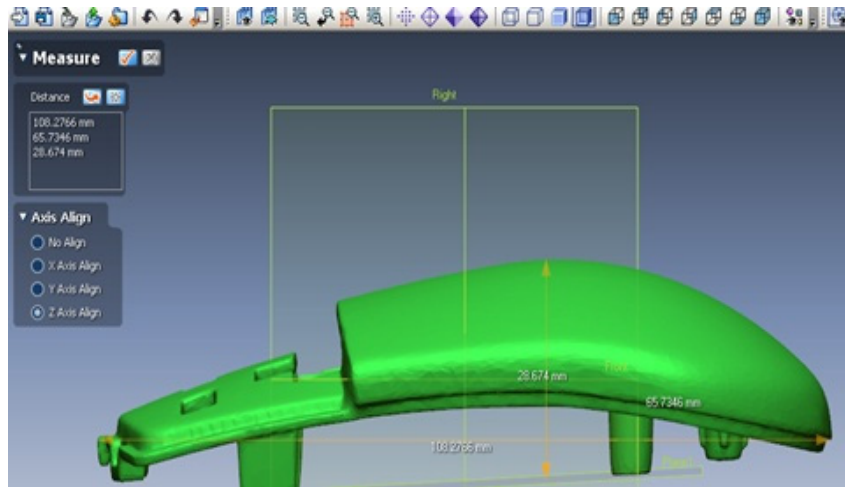 Measure
Distance
108.2766 mm
65.7346 mm
28.674 mm
Axis Align
No Align
X Axis Align
Y Axis Align
Z Axis Align
Right
28.674 mm
Front
65.7346 mm
108.2766 mm